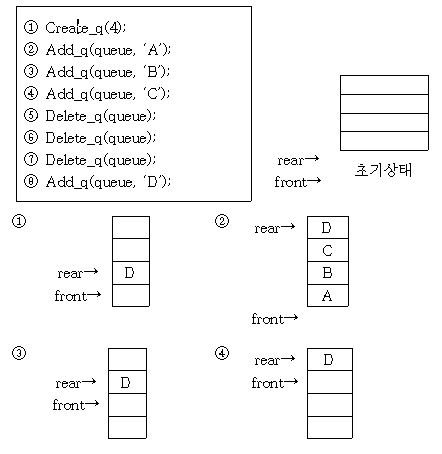 ① Create_q(4);
② Add_q(queue, ‘A’);
③ Add_q(queue, ‘B’);
④ Add_q(queue, ‘C’);
⑤ Delete_q(queue);
⑥ Delete_q(queue);
⑦ Delete_q(queue);
⑧ Add_q(queue, ‘D’);
rear→
front→
초기상태
①
rear→ D
front→
②
rear→ D
C
B
A
front→
③
rear→ D
front→
④
rear→ D
front→